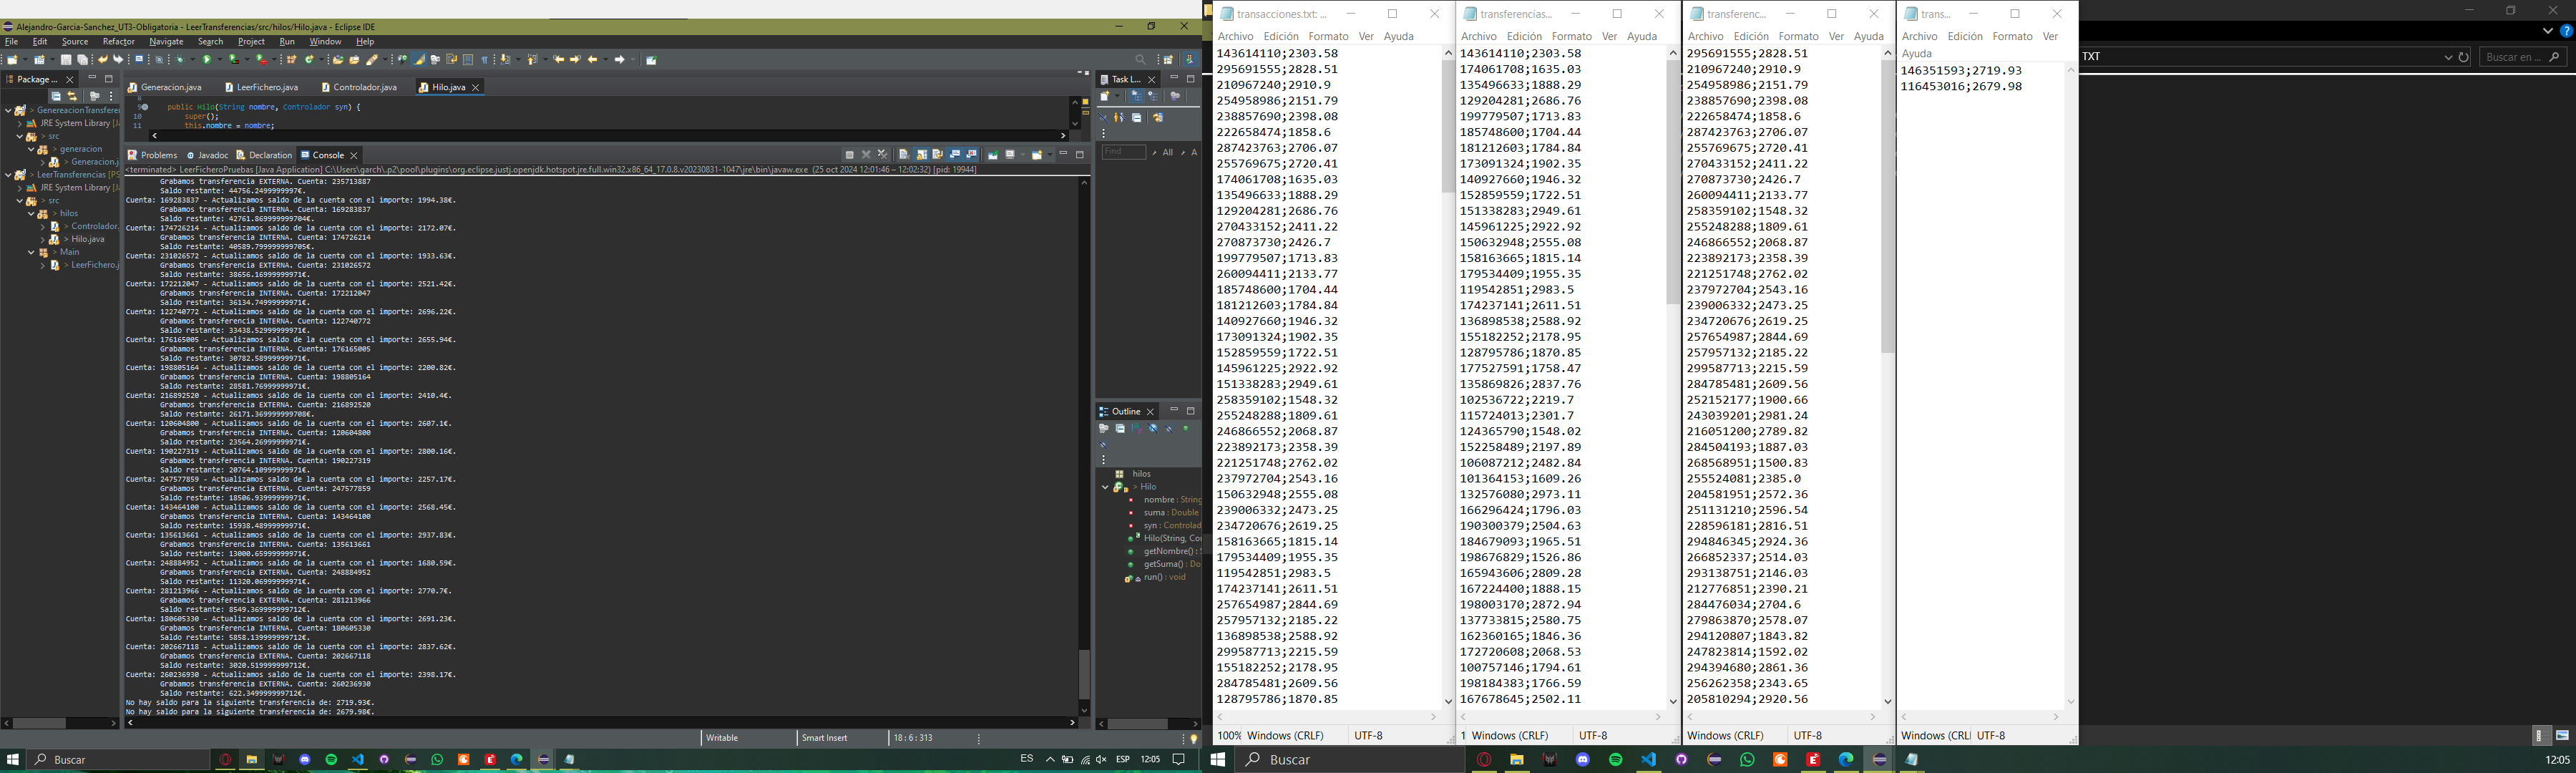 Alejandro-Garcia-Sanchez_UT3-Obligatoria - LeerTransferencias/src/hilos/Hilo.java - Eclipse IDE
File Edit Source Refactor Navigate Search Project Run Window Help
Package ...
> GenereacionTransfere
JRE System Library [Ja
> src
> generacion
> Generacion.j
> LeerTransferencias [PS
JRE System Library [Ja
> src
> hilos
> Controlador.
> Hilo.java
> Main
> LeerFichero.j
Generacion.java LeerFichero.java Controlador.java Hilo.java
8
9 public Hilo(String nombre, Controlador syn) {
10 super();
11 this.nombre = nombre;
Problems Javadoc Declaration Console
<terminated> LeerFicheroPruebas [Java Application] C:\Users\garch\.p2\pool\plugins\org.eclipse.justj.openjdk.hotspot.jre.full.win32.x86_64_17.0.8.v20230831-1047\jre\bin\javaw.exe (25 oct 2024 12:01:46 – 12:02:32) [pid: 19944]
Grabamos transferencia EXTERNA. Cuenta: 235713887
Saldo restante: 44756.2499999997€.
Cuenta: 169283837 - Actualizamos saldo de la cuenta con el importe: 1994.38€.
Grabamos transferencia INTERNA. Cuenta: 169283837
Saldo restante: 42761.869999999704€.
Cuenta: 174726214 - Actualizamos saldo de la cuenta con el importe: 2172.07€.
Grabamos transferencia INTERNA. Cuenta: 174726214
Saldo restante: 40589.799999999705€.
Cuenta: 231026572 - Actualizamos saldo de la cuenta con el importe: 1933.63€.
Grabamos transferencia EXTERNA. Cuenta: 231026572
Saldo restante: 38656.16999999971€.
Cuenta: 172212047 - Actualizamos saldo de la cuenta con el importe: 2521.42€.
Grabamos transferencia INTERNA. Cuenta: 172212047
Saldo restante: 36134.74999999971€.
Cuenta: 122740772 - Actualizamos saldo de la cuenta con el importe: 2696.22€.
Grabamos transferencia INTERNA. Cuenta: 122740772
Saldo restante: 33438.52999999971€.
Cuenta: 176165005 - Actualizamos saldo de la cuenta con el importe: 2655.94€.
Grabamos transferencia INTERNA. Cuenta: 176165005
Saldo restante: 30782.58999999971€.
Cuenta: 198805164 - Actualizamos saldo de la cuenta con el importe: 2200.82€.
Grabamos transferencia INTERNA. Cuenta: 198805164
Saldo restante: 28581.76999999971€.
Cuenta: 216892520 - Actualizamos saldo de la cuenta con el importe: 2410.4€.
Grabamos transferencia EXTERNA. Cuenta: 216892520
Saldo restante: 26171.369999999708€.
Cuenta: 120604800 - Actualizamos saldo de la cuenta con el importe: 2607.1€.
Grabamos transferencia INTERNA. Cuenta: 120604800
Saldo restante: 23564.26999999971€.
Cuenta: 190227319 - Actualizamos saldo de la cuenta con el importe: 2800.16€.
Grabamos transferencia INTERNA. Cuenta: 190227319
Saldo restante: 20764.10999999971€.
Cuenta: 247577859 - Actualizamos saldo de la cuenta con el importe: 2257.17€.
Grabamos transferencia EXTERNA. Cuenta: 247577859
Saldo restante: 18506.93999999971€.
Cuenta: 143464100 - Actualizamos saldo de la cuenta con el importe: 2568.45€.
Grabamos transferencia INTERNA. Cuenta: 143464100
Saldo restante: 15938.48999999971€.
Cuenta: 135613661 - Actualizamos saldo de la cuenta con el importe: 2937.83€.
Grabamos transferencia INTERNA. Cuenta: 135613661
Saldo restante: 13000.65999999971€.
Cuenta: 248884952 - Actualizamos saldo de la cuenta con el importe: 1680.59€.
Grabamos transferencia EXTERNA. Cuenta: 248884952
Saldo restante: 11320.06999999971€.
Cuenta: 281213966 - Actualizamos saldo de la cuenta con el importe: 2770.7€.
Grabamos transferencia EXTERNA. Cuenta: 281213966
Saldo restante: 8549.36999999712€.
Cuenta: 180605330 - Actualizamos saldo de la cuenta con el importe: 2691.23€.
Grabamos transferencia INTERNA. Cuenta: 180605330
Saldo restante: 5858.139999999712€.
Cuenta: 202667118 - Actualizamos saldo de la cuenta con el importe: 2837.62€.
Grabamos transferencia EXTERNA. Cuenta: 202667118
Saldo restante: 3020.519999999712€.
Cuenta: 260236930 - Actualizamos saldo de la cuenta con el importe: 2398.17€.
Grabamos transferencia EXTERNA. Cuenta: 260236930
Saldo restante: 622.349999999712€.
No hay saldo para la siguiente transferencia de: 2719.93€.
No hay saldo para la siguiente transferencia de: 2679.98€.
Task L...
Find All A
Outline
hilos
> Hilo
nombre : String
suma : Double
syn : Controlad
Hilo(String, Co
getNombre() : S
getSuma() : Do
run() : void
Writable Smart Insert 18 : 6 : 313
Buscar ES ESP 12:05
transacciones.txt: ...
Archivo Edición Formato Ver Ayuda
143614110;2303.58
295691555;2828.51
210967240;2910.9
254958986;2151.79
238857690;2398.08
222658474;1858.6
287423763;2706.07
255769675;2720.41
174061708;1635.03
135496633;1888.29
129204281;2686.76
270433152;2411.22
270873730;2426.7
199779507;1713.83
260094411;2133.77
185748600;1704.44
181212603;1784.84
140927660;1946.32
173091324;1902.35
152859559;1722.51
145961225;2922.92
151338283;2949.61
258359102;1548.32
255248288;1809.61
246866552;2068.87
223892173;2358.39
221251748;2762.02
237972704;2543.16
150632948;2555.08
239006332;2473.25
234720676;2619.25
158163665;1815.14
179534409;1955.35
119542851;2983.5
174237141;2611.51
257654987;2844.69
257957132;2185.22
136898538;2588.92
299587713;2215.59
155182252;2178.95
284785481;2609.56
128795786;1870.85
100% Windows (CRLF) UTF-8
transferencias...
Archivo Edición Formato Ver Ayuda
143614110;2303.58
174061708;1635.03
135496633;1888.29
129204281;2686.76
199779507;1713.83
185748600;1704.44
181212603;1784.84
173091324;1902.35
140927660;1946.32
152859559;1722.51
151338283;2949.61
145961225;2922.92
150632948;2555.08
158163665;1815.14
179534409;1955.35
119542851;2983.5
174237141;2611.51
136898538;2588.92
155182252;2178.95
128795786;1870.85
177527591;1758.47
135869826;2837.76
102536722;2219.7
115724013;2301.7
124365790;1548.02
152258489;2197.89
106087212;2482.84
101364153;1609.26
132576080;2973.11
166296424;1796.03
190300379;2504.63
184679093;1965.51
198676829;1526.86
165943606;2809.28
167224400;1888.15
198003170;2872.94
137733815;2580.75
162360165;1846.36
172720608;2068.53
100757146;1794.61
198184383;1766.59
167678645;2502.11
1 Windows (CRLF) UTF-8
transferenc...
Archivo Edición Formato Ver Ayuda
295691555;2828.51
210967240;2910.9
254958986;2151.79
238857690;2398.08
222658474;1858.6
287423763;2706.07
255769675;2720.41
270433152;2411.22
270873730;2426.7
260094411;2133.77
258359102;1548.32
255248288;1809.61
246866552;2068.87
223892173;2358.39
221251748;2762.02
237972704;2543.16
239006332;2473.25
234720676;2619.25
257654987;2844.69
257957132;2185.22
299587713;2215.59
284785481;2609.56
252152177;1900.66
243039201;2981.24
216051200;2789.82
284504193;1887.03
268568951;1500.83
255524081;2385.0
204581951;2572.36
251131210;2596.54
228596181;2816.51
294846345;2924.36
266852337;2514.03
293138751;2146.03
212776851;2390.21
284476034;2704.6
279863870;2578.07
294120807;1843.82
247823814;1592.02
294394680;2861.36
256262358;2343.65
205810294;2920.56
Windows (CRLF) UTF-8
trans...
Archivo Edición Formato Ver
Ayuda
146351593;2719.93
116453016;2679.98
Windows (CRL UTF-8
TXT
Buscar en ...
Buscar
12:05